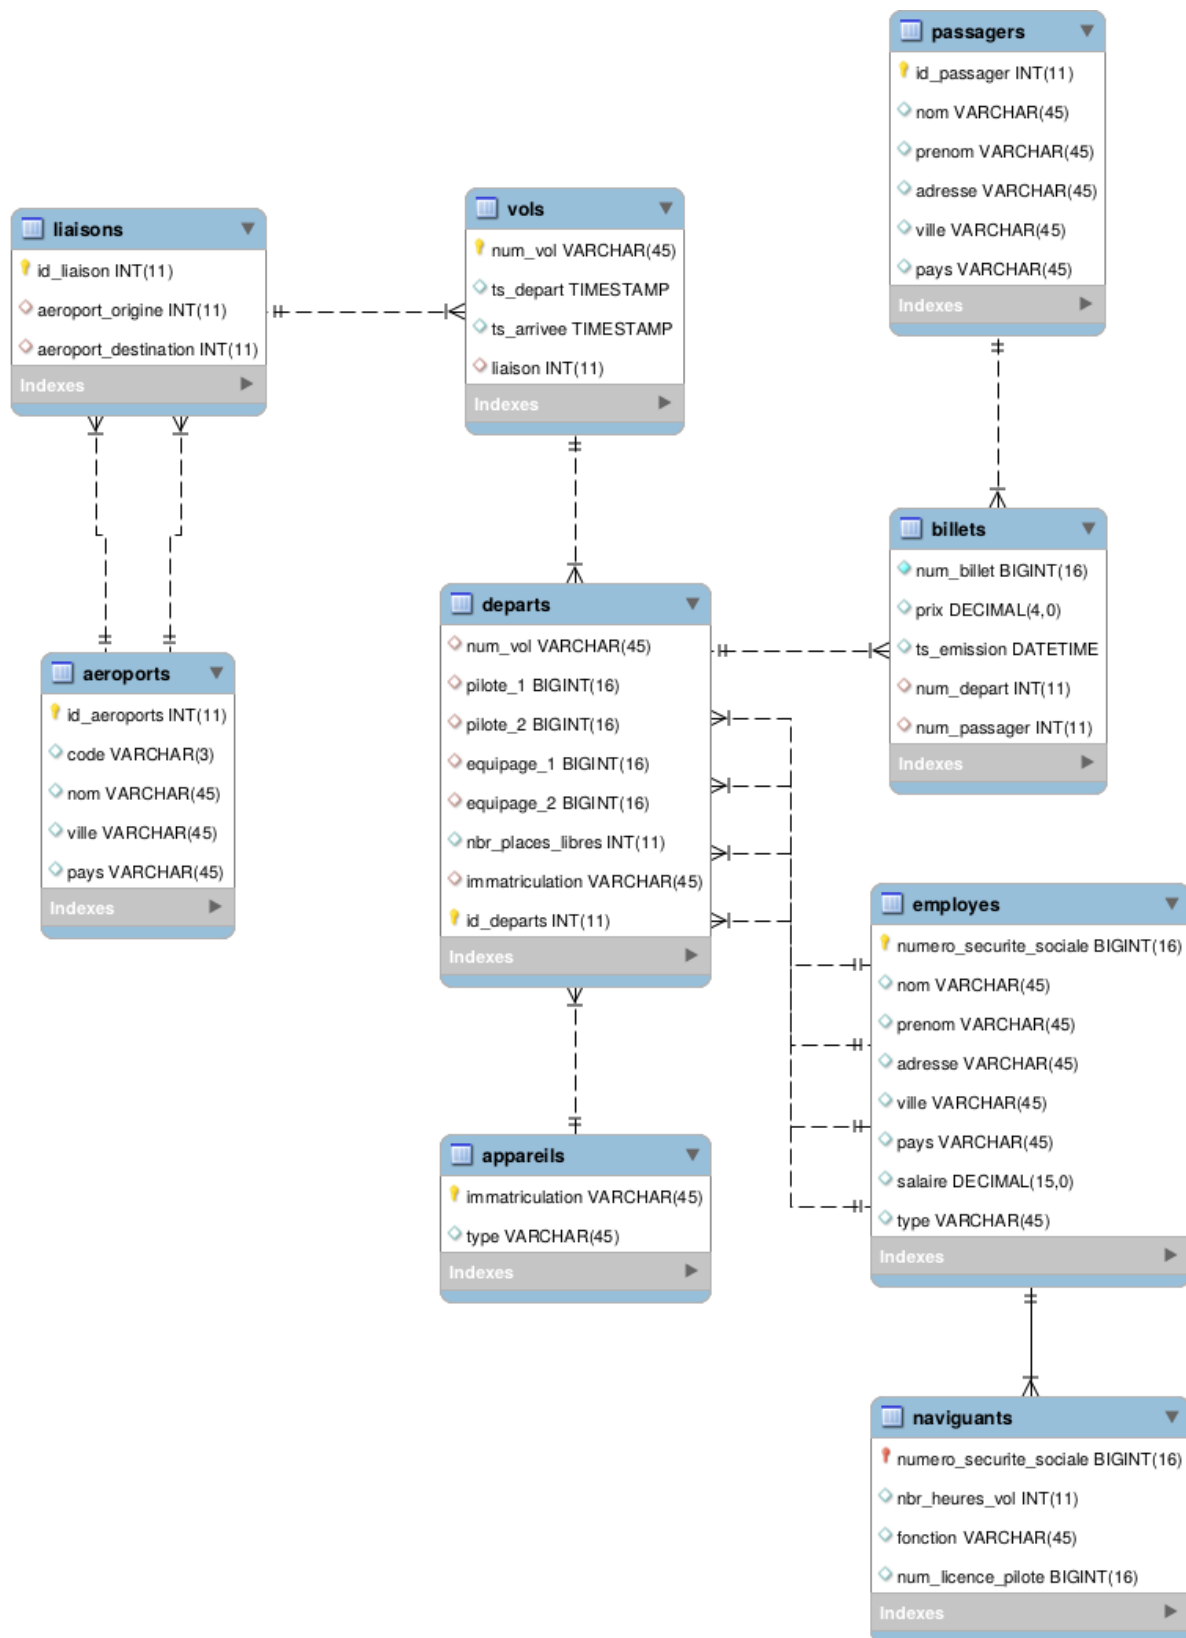 passagers
id_passager INT(11)
nom VARCHAR(45)
prenom VARCHAR(45)
adresse VARCHAR(45)
ville VARCHAR(45)
pays VARCHAR(45)
Indexes
liaisons
id_liaison INT(11)
aeroport_origine INT(11)
aeroport_destination INT(11)
Indexes
vols
num_vol VARCHAR(45)
ts_depart TIMESTAMP
ts_arrivee TIMESTAMP
liaison INT(11)
Indexes
billets
num_billet BIGINT(16)
prix DECIMAL(4,0)
ts_emission DATETIME
num_depart INT(11)
num_passager INT(11)
Indexes
departs
num_vol VARCHAR(45)
pilote_1 BIGINT(16)
pilote_2 BIGINT(16)
equipage_1 BIGINT(16)
equipage_2 BIGINT(16)
nbr_places_libres INT(11)
immatriculation VARCHAR(45)
id_departs INT(11)
Indexes
aeroports
id_aeroports INT(11)
code VARCHAR(3)
nom VARCHAR(45)
ville VARCHAR(45)
pays VARCHAR(45)
Indexes
employes
numero_securite_sociale BIGINT(16)
nom VARCHAR(45)
prenom VARCHAR(45)
adresse VARCHAR(45)
ville VARCHAR(45)
pays VARCHAR(45)
salaire DECIMAL(15,0)
type VARCHAR(45)
Indexes
appareils
immatriculation VARCHAR(45)
type VARCHAR(45)
Indexes
naviguants
numero_securite_sociale BIGINT(16)
nbr_heures_vol INT(11)
fonction VARCHAR(45)
num_licence_pilote BIGINT(16)
Indexes